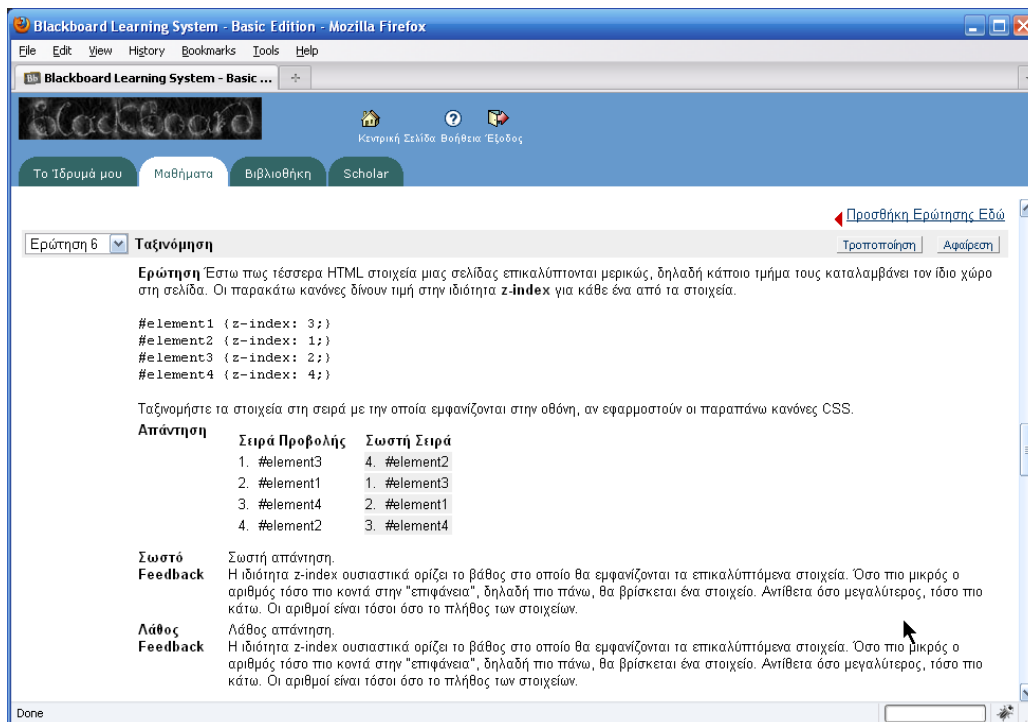 Blackboard Learning System - Basic Edition - Mozilla Firefox
File Edit View History Bookmarks Tools Help
Blackboard Learning System - Basic ...
blackboard
Κεντρική Σελίδα Βοήθεια Έξοδος
Το Ίδρυμά μου Μαθήματα Βιβλιοθήκη Scholar
Προσθήκη Ερώτησης Εδώ
Ερώτηση 6 Ταξινόμηση Τροποποίηση Αφαίρεση
Ερώτηση Έστω πως τέσσερα HTML στοιχεία μιας σελίδας επικαλύπτονται μερικώς, δηλαδή κάποιο τμήμα τους καταλαμβάνει τον ίδιο χώρο
στη σελίδα. Οι παρακάτω κανόνες δίνουν τιμή στην ιδιότητα z-index για κάθε ένα από τα στοιχεία.
#element1 {z-index: 3;}
#element2 {z-index: 1;}
#element3 {z-index: 2;}
#element4 {z-index: 4;}
Ταξινομήστε τα στοιχεία στη σειρά με την οποία εμφανίζονται στην οθόνη, αν εφαρμοστούν οι παραπάνω κανόνες CSS.
Απάντηση
Σειρά Προβολής Σωστή Σειρά
1. #element3 4. #element2
2. #element1 1. #element3
3. #element4 2. #element1
4. #element2 3. #element4
Σωστό Σωστή απάντηση.
Feedback Η ιδιότητα z-index ουσιαστικά ορίζει το βάθος στο οποίο θα εμφανίζονται τα επικαλύπτόμενα στοιχεία. Όσο πιο μικρός ο
αριθμός τόσο πιο κοντά στην "επιφάνεια", δηλαδή πιο πάνω, θα βρίσκεται ένα στοιχείο. Αντίθετα όσο μεγαλύτερος, τόσο πιο
κάτω. Οι αριθμοί είναι τόσοι όσο το πλήθος των στοιχείων.
Λάθος Λάθος απάντηση.
Feedback Η ιδιότητα z-index ουσιαστικά ορίζει το βάθος στο οποίο θα εμφανίζονται τα επικαλύπτόμενα στοιχεία. Όσο πιο μικρός ο
αριθμός τόσο πιο κοντά στην "επιφάνεια", δηλαδή πιο πάνω, θα βρίσκεται ένα στοιχείο. Αντίθετα όσο μεγαλύτερος, τόσο πιο
κάτω. Οι αριθμοί είναι τόσοι όσο το πλήθος των στοιχείων.
Done